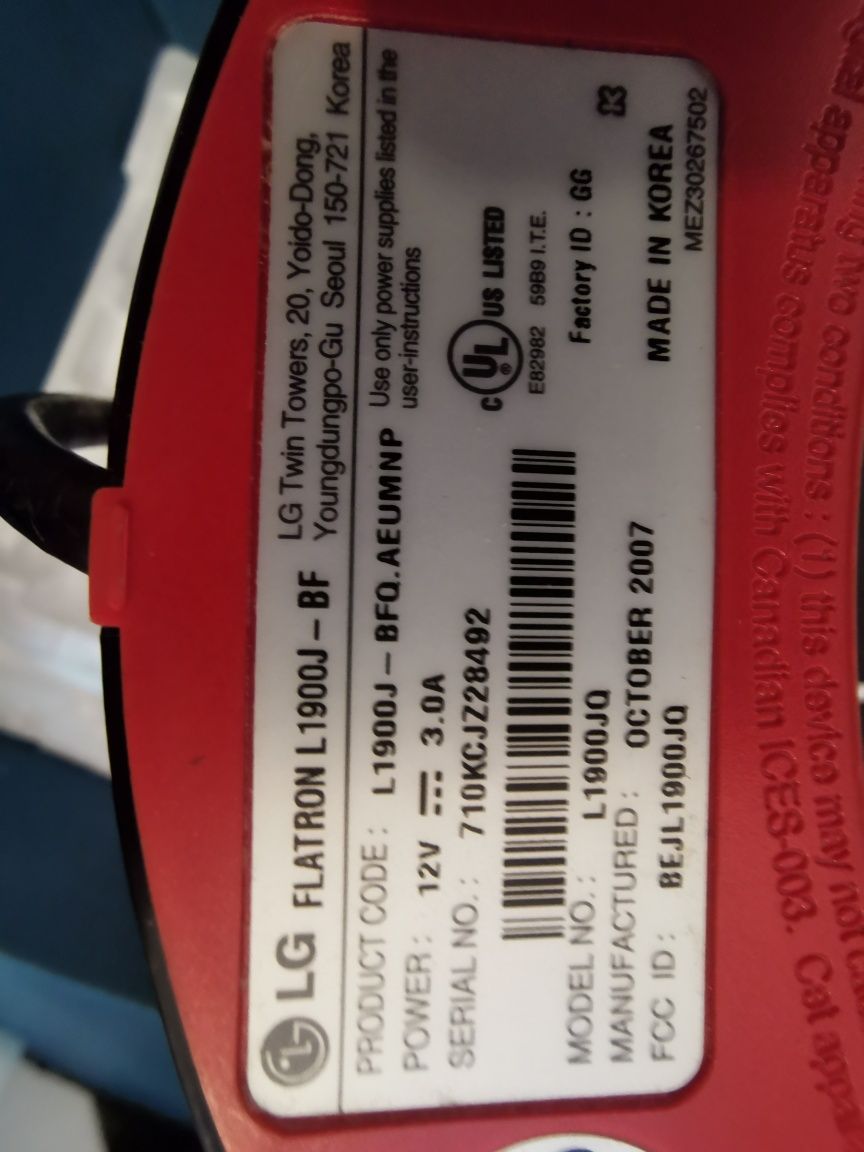 LG FLATRON L1900J-BF
LG Twin Towers, 20, Yoido-Dong,
Youngdungpo-Gu Seoul 150-721 Korea
PRODUCT CODE : L1900J-BFQ.AEUMNP
Use only power supplies listed in the
user-instructions
POWER : 12V 3.0A
SERIAL NO. : 710KCJZ28492
C UL® US LISTED
E82982 59B9 I.T.E.
MODEL NO. : L1900JQ
Factory ID : GG
MANUFACTURED : OCTOBER 2007
FCC ID : BEJL1900JQ
MADE IN KOREA
MEZ30267502
apparatus complies with Canadian ICES-003. Cet
two conditions : (1) this device may not